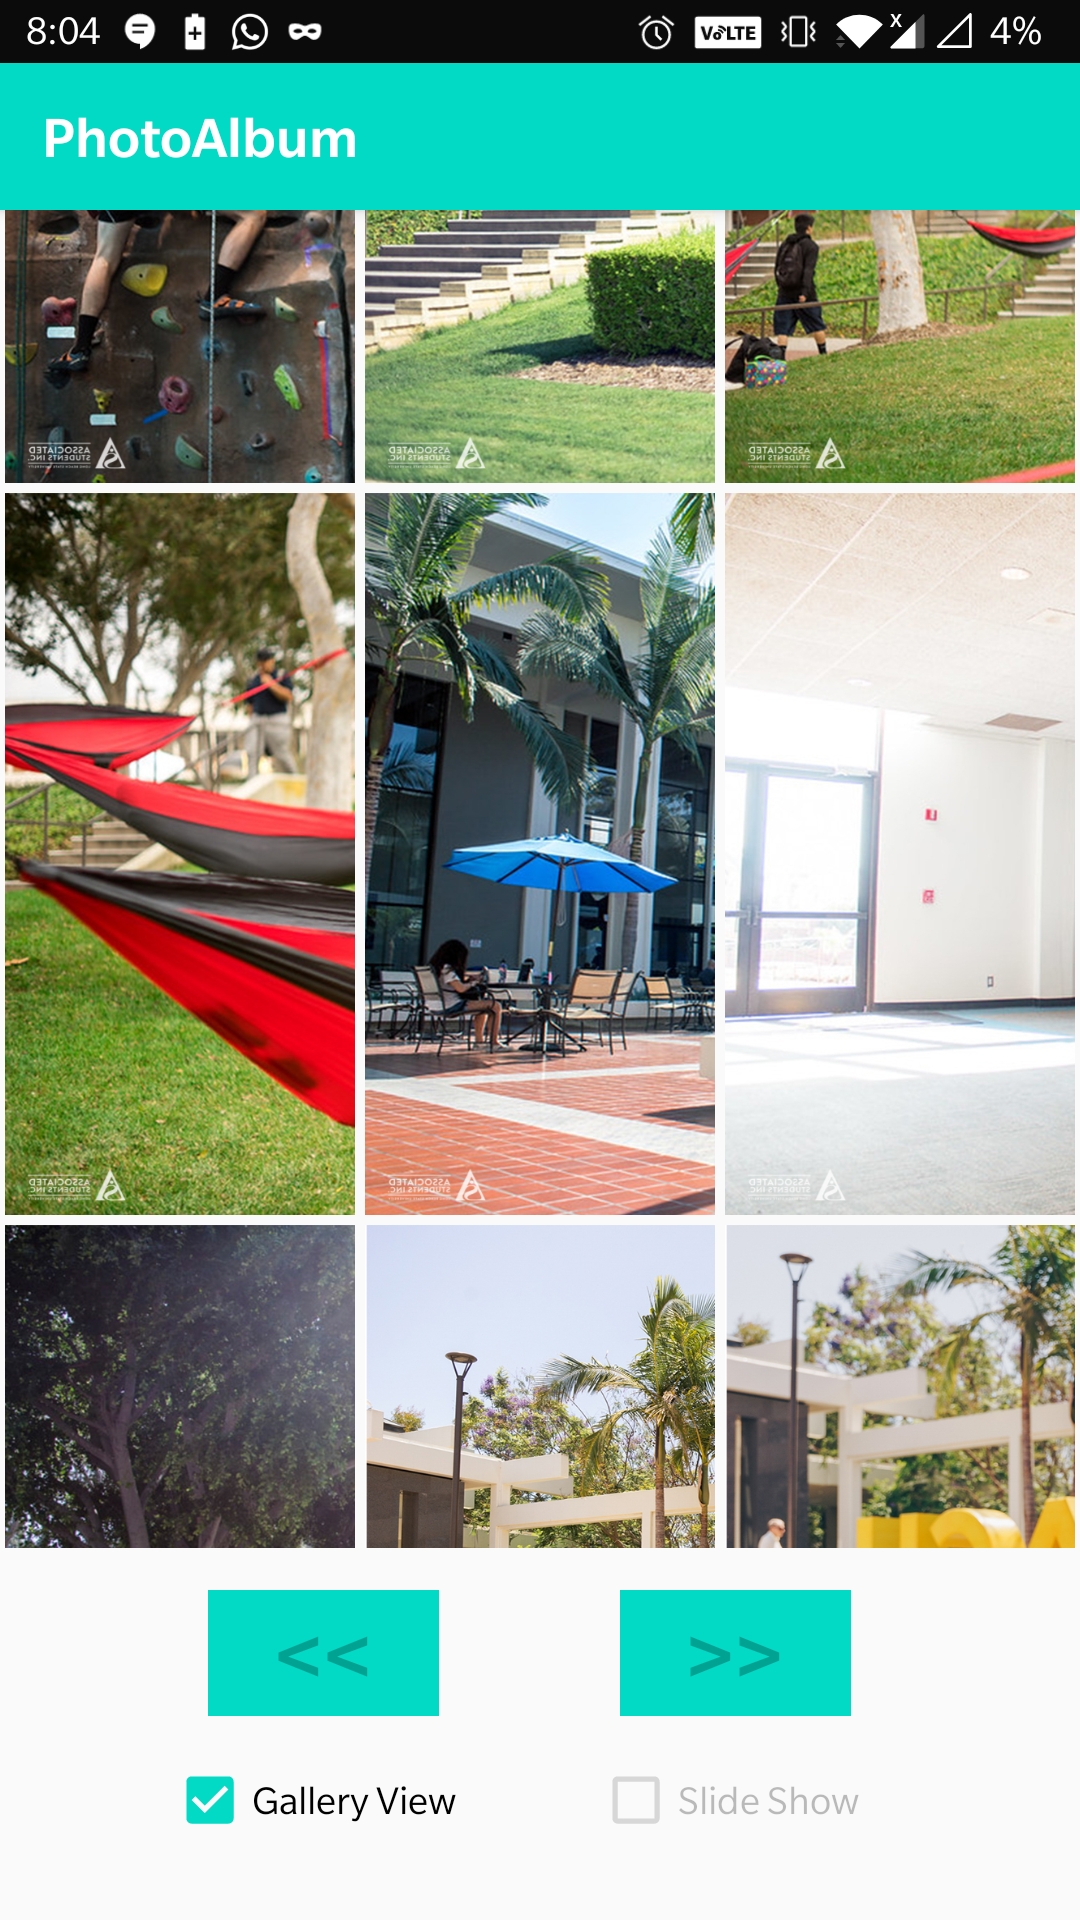 8:04
VoLTE
X
4%
PhotoAlbum
ASSOCIATED
STUDENTS INC
ASSOCIATED
STUDENTS INC
ASSOCIATED
STUDENTS INC
ASSOCIATED
STUDENTS INC
ASSOCIATED
STUDENTS INC
ASSOCIATED
STUDENTS INC
<< >>
Gallery View
Slide Show